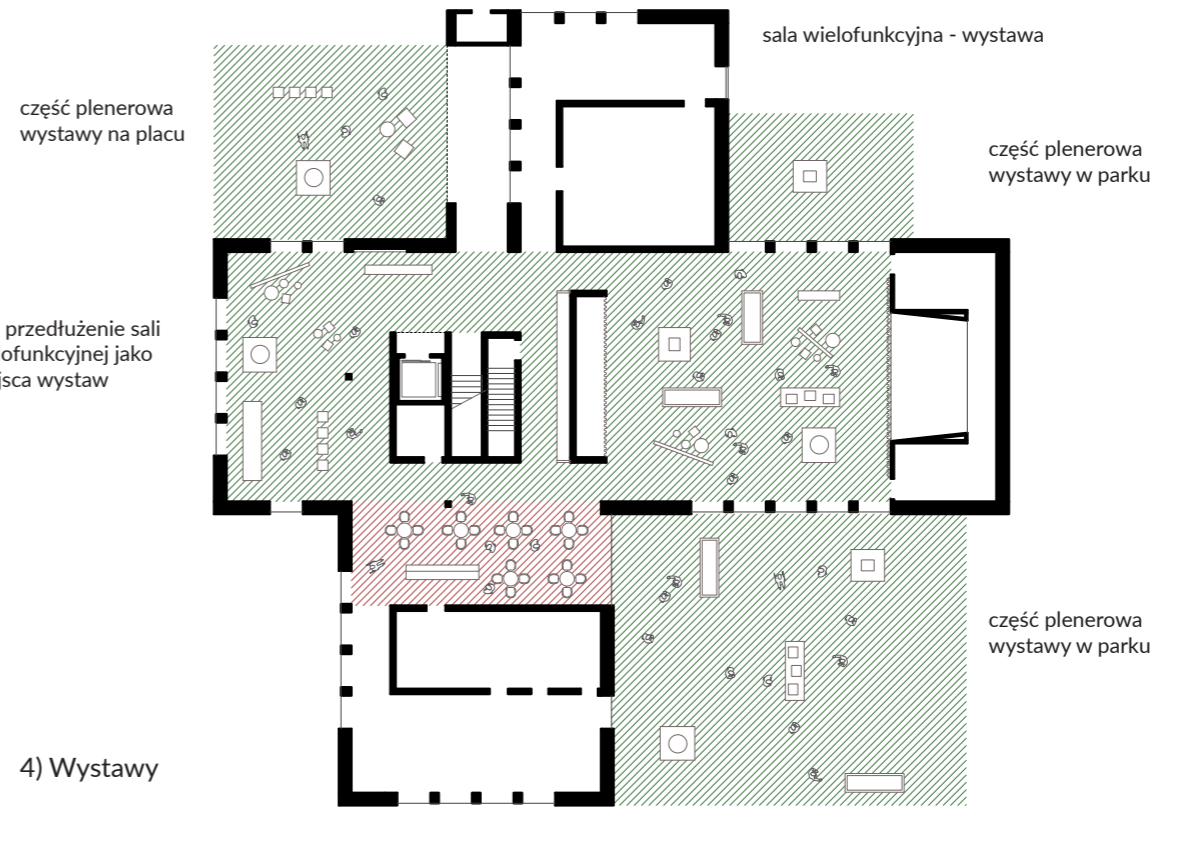 sala wielofunkcyjna - wystawa
część plenerowa
wystawy na placu
część plenerowa
wystawy w parku
przedłużenie sali
lofunkcyjnej jako
jsca wystaw
część plenerowa
wystawy w parku
4) Wystawy